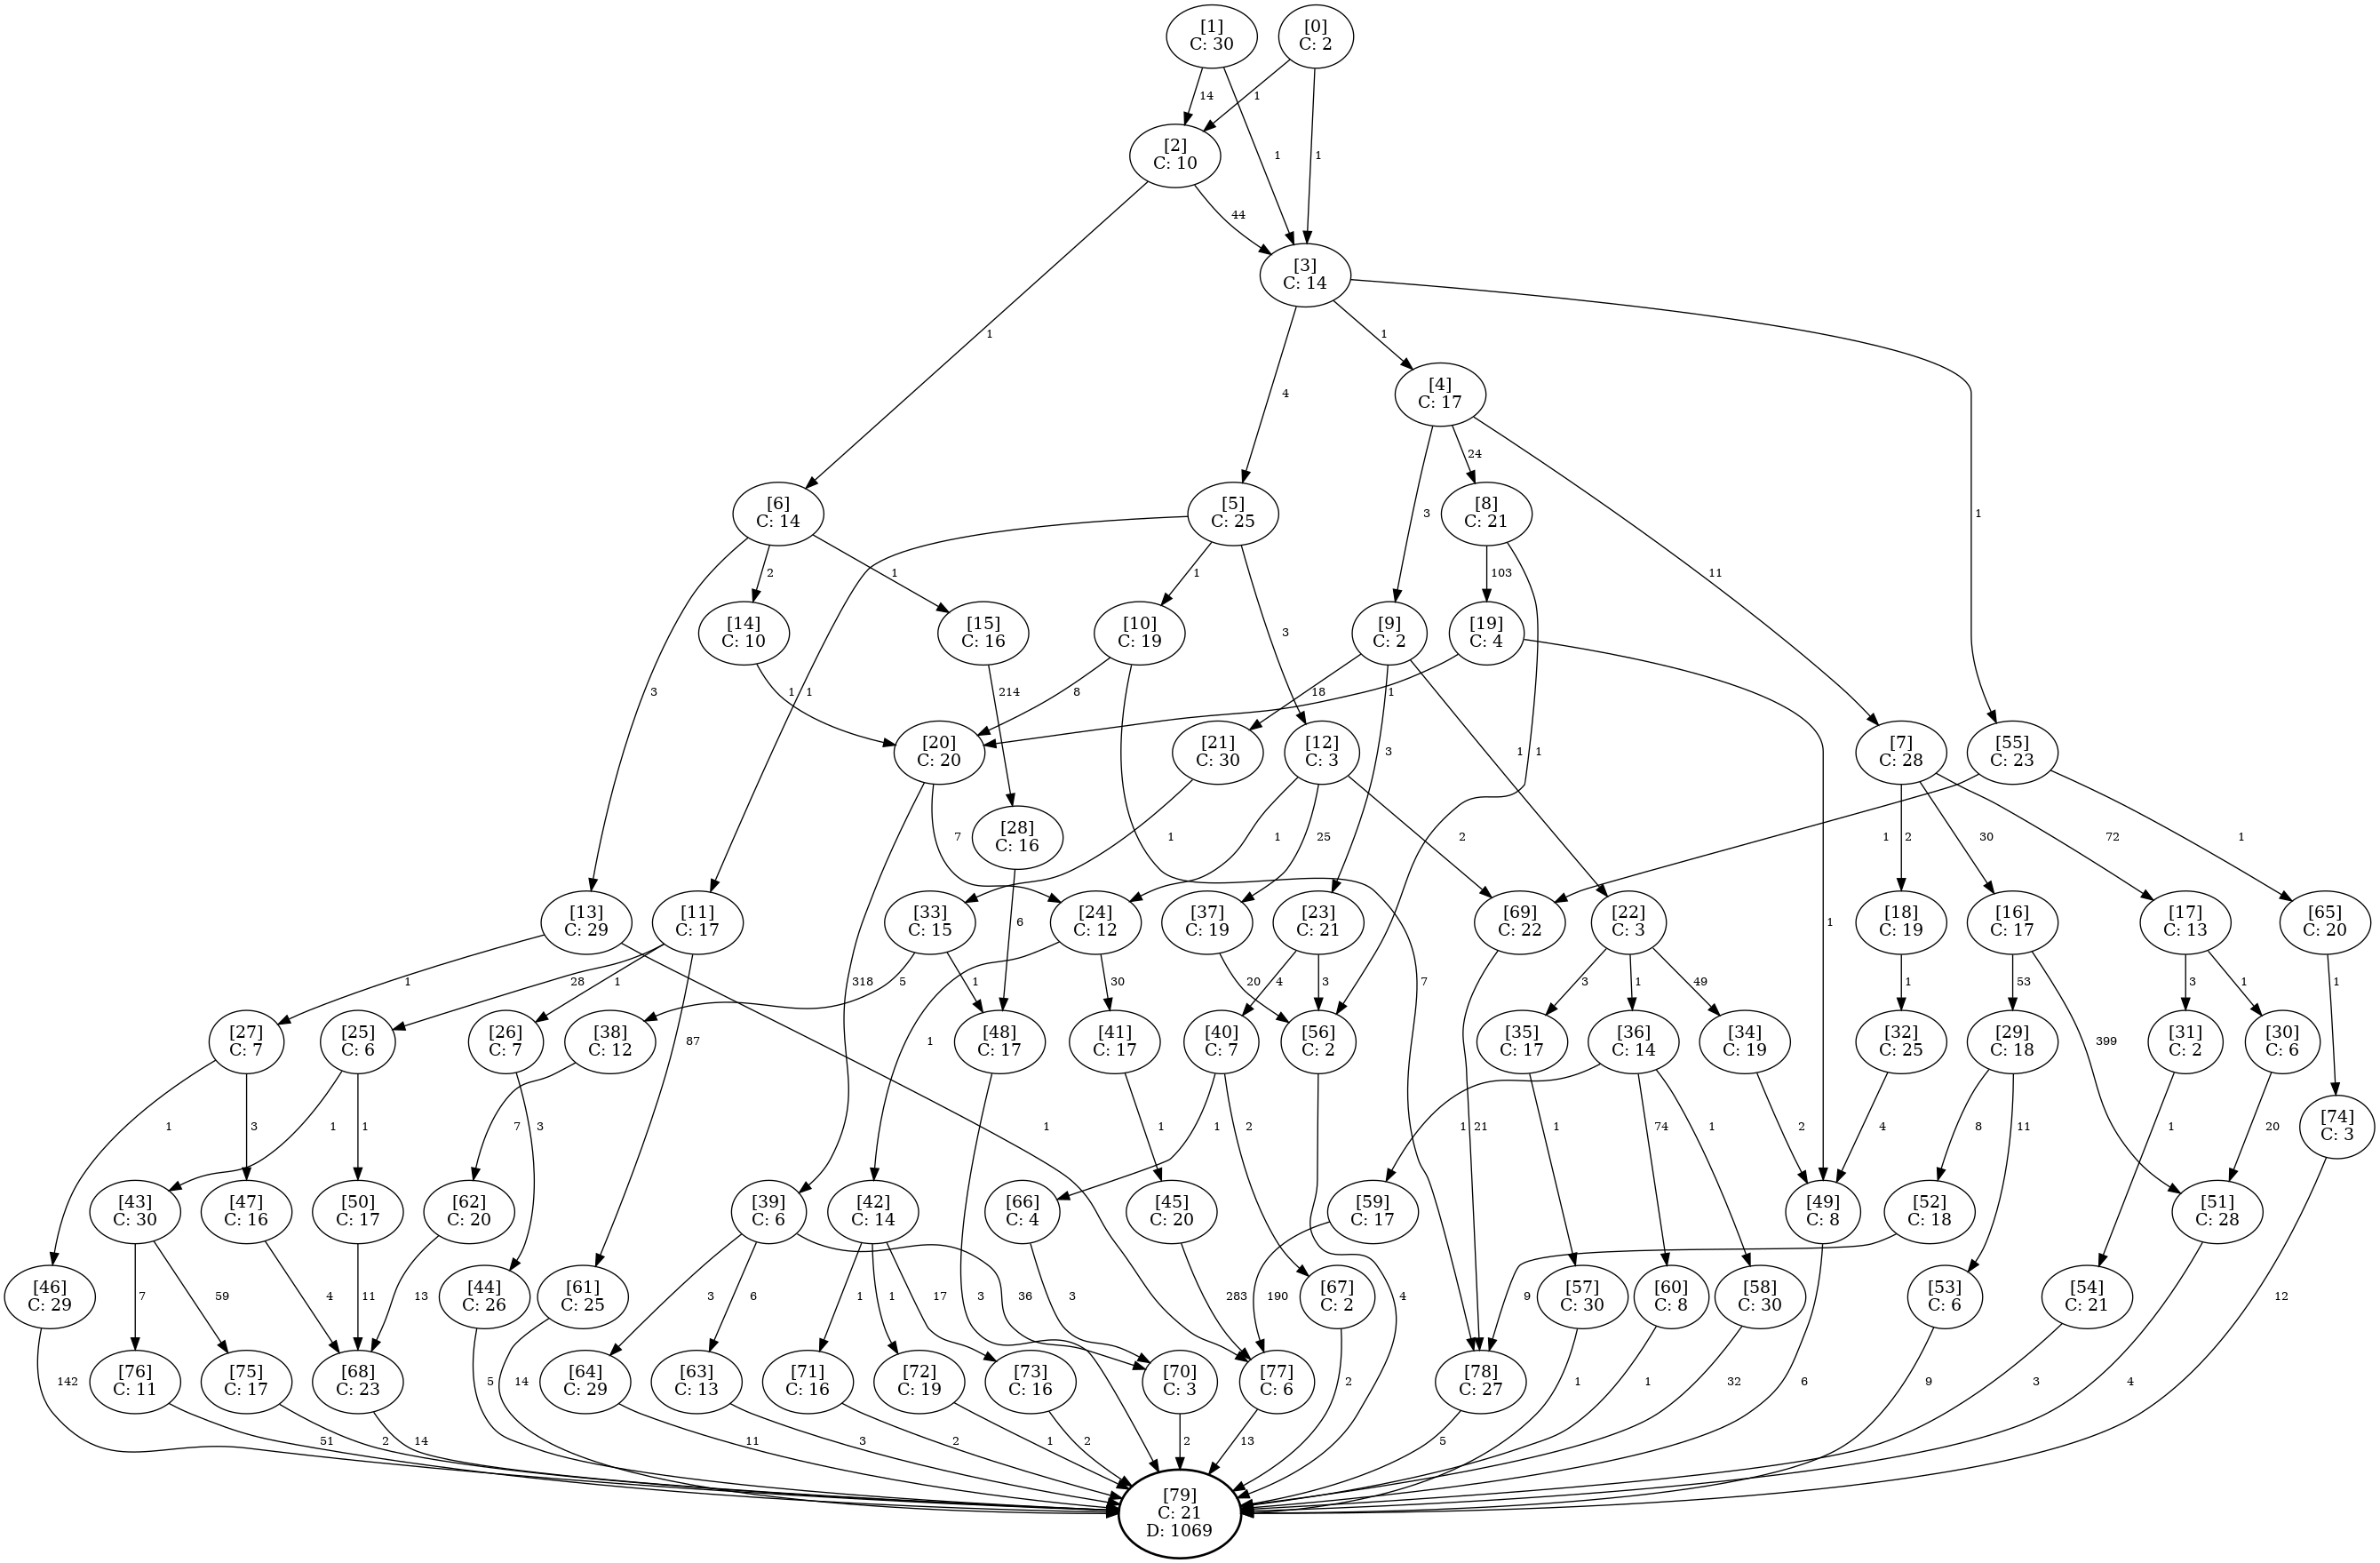 [1]
C: 30
[0]
C: 2
14
1
1
1
[2]
C: 10
44
[3]
C: 14
1
1
4
1
[4]
C: 17
24
3
11
[6]
C: 14
[5]
C: 25
[8]
C: 21
2
1
3
1
1
3
103
1
[14]
C: 10
[15]
C: 16
[10]
C: 19
[9]
C: 2
[19]
C: 4
1
214
8
18
1
3
1
[20]
C: 20
[21]
C: 30
[12]
C: 3
[7]
C: 28
[55]
C: 23
[28]
C: 16
7
1
1
25
2
1
2
30
72
1
[13]
C: 29
[11]
C: 17
[33]
C: 15
[24]
C: 12
[37]
C: 19
[23]
C: 21
[69]
C: 22
[22]
C: 3
[18]
C: 19
[16]
C: 17
[17]
C: 13
[65]
C: 20
6
1
28
1
318
5
1
30
20
4
3
7
3
1
49
1
1
53
3
1
1
[27]
C: 7
[25]
C: 6
[26]
C: 7
[38]
C: 12
[48]
C: 17
[41]
C: 17
[40]
C: 7
[56]
C: 2
[35]
C: 17
[36]
C: 14
[34]
C: 19
[32]
C: 25
[29]
C: 18
[31]
C: 2
[30]
C: 6
87
1
399
1
3
1
1
7
3
1
1
1
2
21
1
1
74
1
2
4
8
11
1
20
[74]
C: 3
[43]
C: 30
[47]
C: 16
[50]
C: 17
[62]
C: 20
[39]
C: 6
[42]
C: 14
[66]
C: 4
[45]
C: 20
[59]
C: 17
[49]
C: 8
[52]
C: 18
[51]
C: 28
7
59
4
11
13
3
6
36
1
1
17
3
3
283
190
4
9
12
[46]
C: 29
[44]
C: 26
[61]
C: 25
[67]
C: 2
[57]
C: 30
[60]
C: 8
[58]
C: 30
[53]
C: 6
[54]
C: 21
[76]
C: 11
[75]
C: 17
[68]
C: 23
[64]
C: 29
[63]
C: 13
[71]
C: 16
[72]
C: 19
[73]
C: 16
[70]
C: 3
[77]
C: 6
[78]
C: 27
142
5
14
2
1
1
32
6
9
3
4
51
2
14
11
3
2
1
2
2
13
5
[79]
C: 21
D: 1069